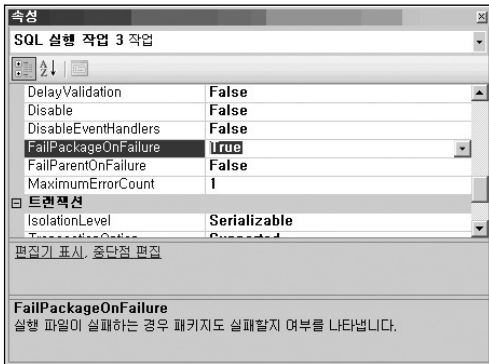 속성
SQL 실행 작업 3 작업
DelayValidation False
Disable False
DisableEventHandlers False
FailPackageOnFailure True
FailParentOnFailure False
MaximumErrorCount 1
트랜잭션
IsolationLevel Serializable
TransactionOption Supported
편집기 표시, 중단점 편집
FailPackageOnFailure
실행 파일이 실패하는 경우 패키지도 실패할지 여부를 나타냅니다.